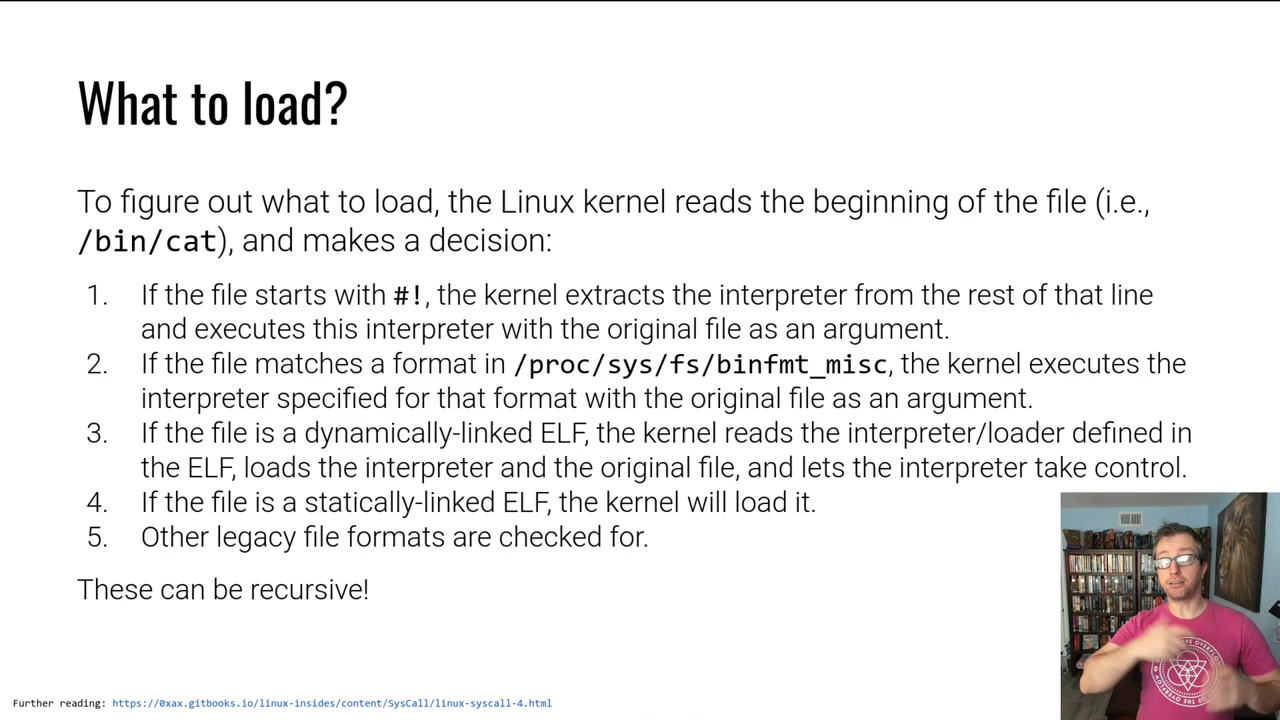 What to load?
To figure out what to load, the Linux kernel reads the beginning of the file (i.e.,
/bin/cat), and makes a decision:
1. If the file starts with #!, the kernel extracts the interpreter from the rest of that line
and executes this interpreter with the original file as an argument.
2. If the file matches a format in /proc/sys/fs/binfmt_misc, the kernel executes the
interpreter specified for that format with the original file as an argument.
3. If the file is a dynamically-linked ELF, the kernel reads the interpreter/loader defined in
the ELF, loads the interpreter and the original file, and lets the interpreter take control.
4. If the file is a statically-linked ELF, the kernel will load it.
5. Other legacy file formats are checked for.
These can be recursive!
Further reading: https://0xax.gitbooks.io/linux-insides/content/SysCall/linux-syscall-4.html